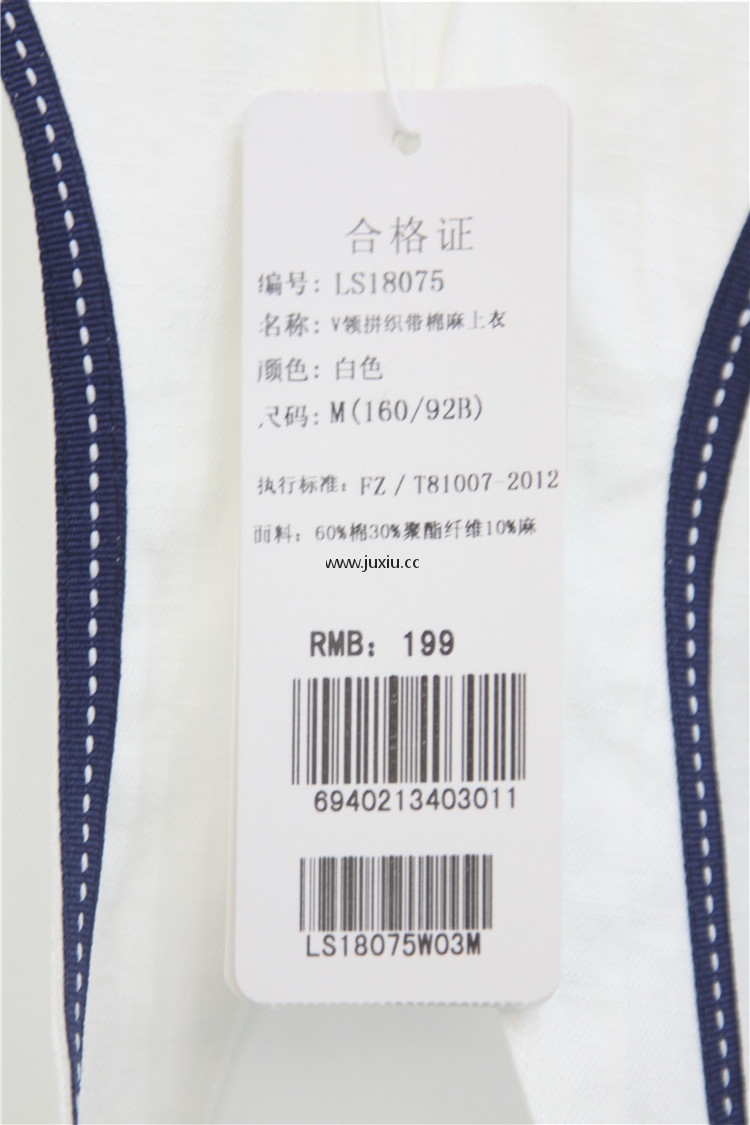 合格证
编号: LS18075
名称: V领拼织带棉麻上衣
颜色: 白色
尺码: M(160/92B)
执行标准: FZ/T81007-2012
面料: 60%棉30%聚酯纤维10%麻
www.juxiu.cc
RMB: 199
6940213403011
LS18075W03M